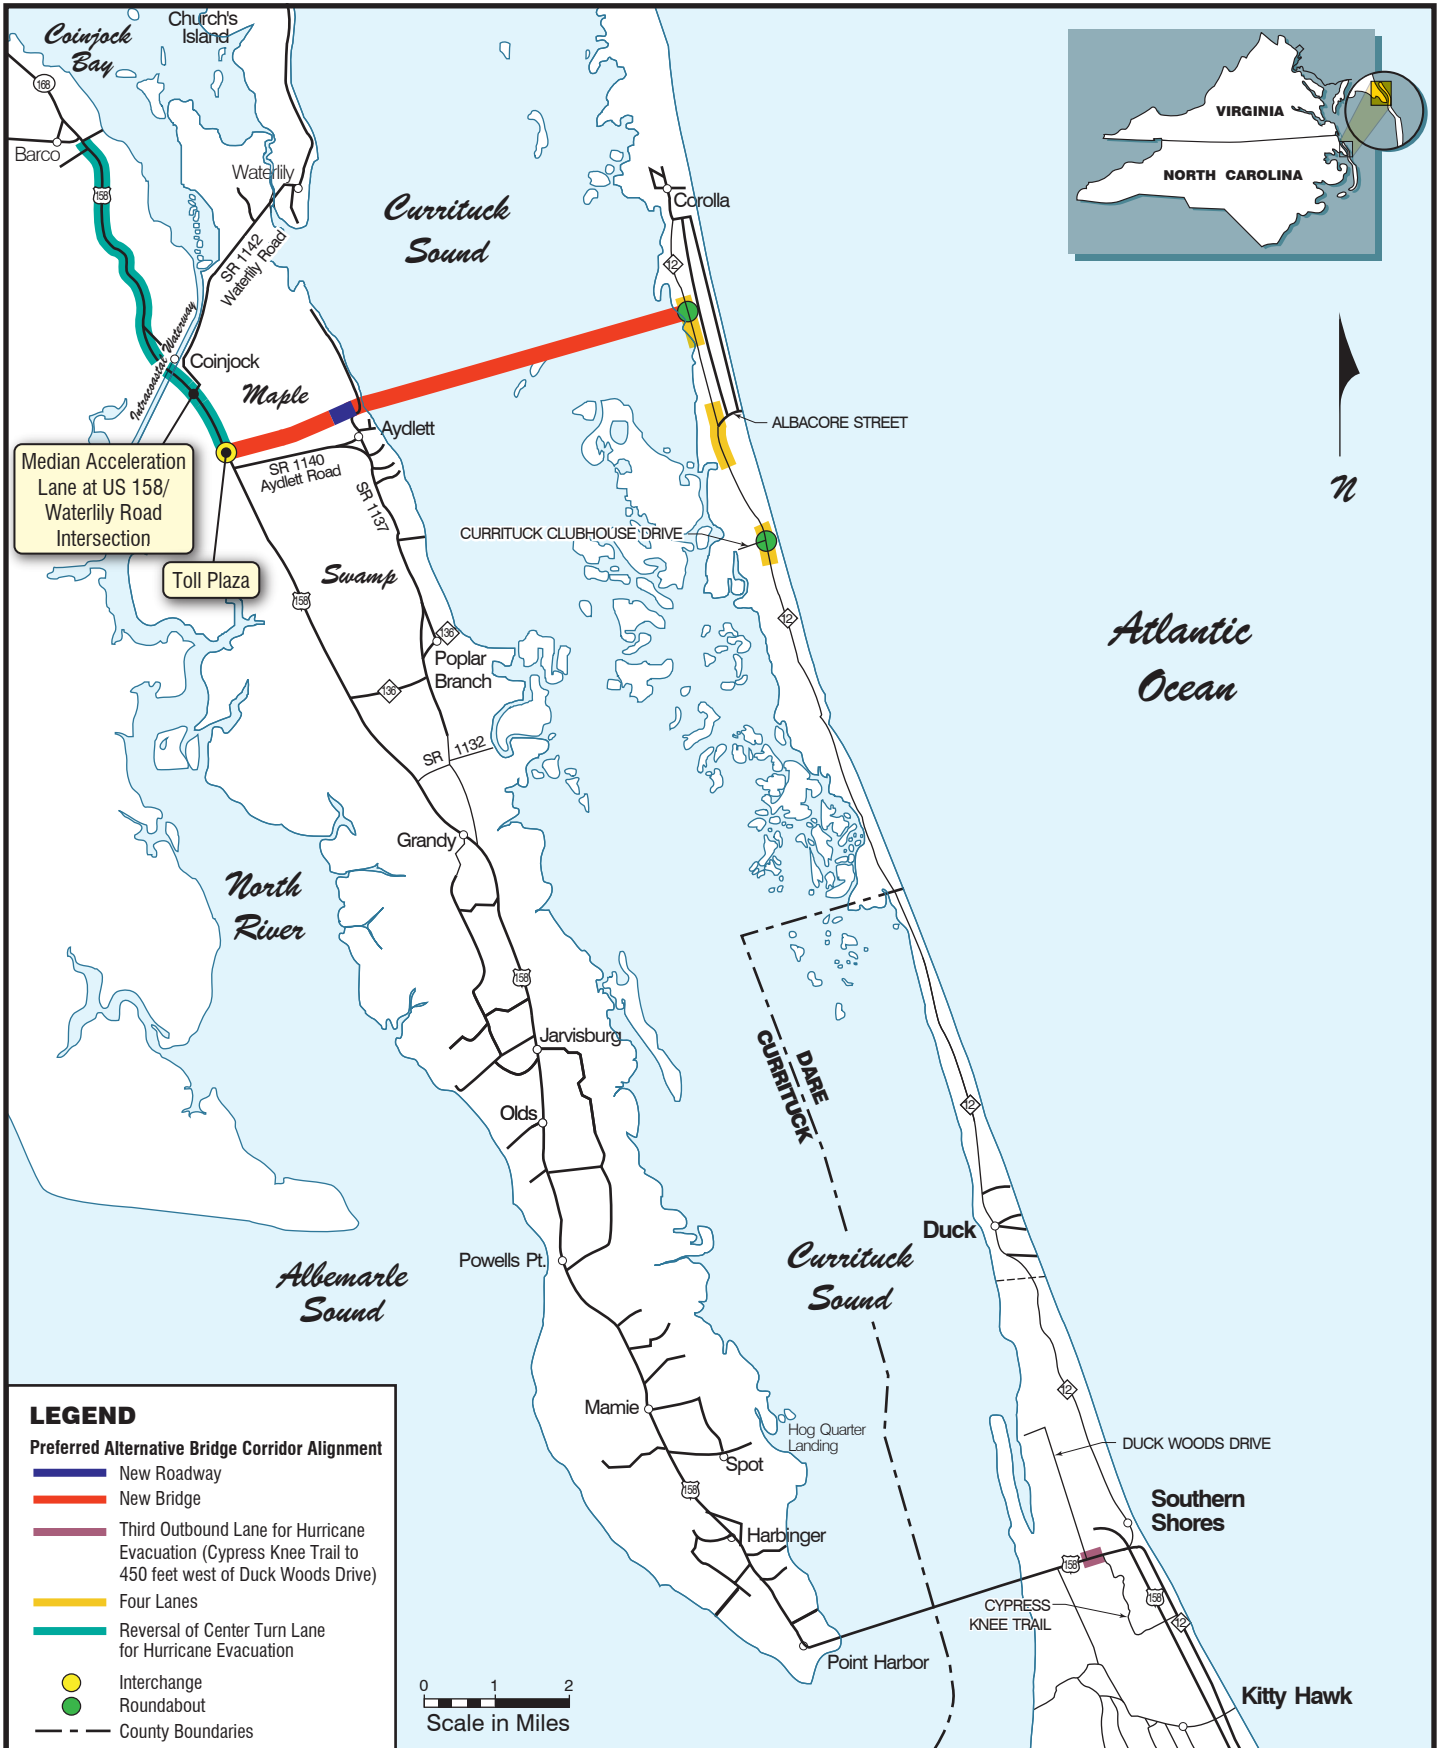 Church's
Island
Coinjock
Bay
168
Barco
158
Waterlily
SR 1142
Waterlily Road
Intracoastal Waterway
Coinjock
Maple
Currituck
Sound
Corolla
12
VIRGINIA
NORTH CAROLINA
ALBACORE STREET
N
Aydlett
SR 1140
Aydlett Road
SR 1137
Median Acceleration
Lane at US 158/
Waterlily Road
Intersection
Toll Plaza
CURRITUCK CLUBHOUSE DRIVE
Swamp
158
12
136
Poplar
Branch
136
SR 1132
Atlantic
Ocean
Grandy
North
River
158
Jarvisburg
DARE
CURRITUCK
12
Olds
Duck
Powells Pt.
Albemarle
Sound
Currituck
Sound
12
Mamie
Hog Quarter
Landing
Spot
158
Harbinger
DUCK WOODS DRIVE
Southern
Shores
158
158
CYPRESS
KNEE TRAIL
12
Point Harbor
Kitty Hawk
LEGEND
Preferred Alternative Bridge Corridor Alignment
New Roadway
New Bridge
Third Outbound Lane for Hurricane
Evacuation (Cypress Knee Trail to
450 feet west of Duck Woods Drive)
Four Lanes
Reversal of Center Turn Lane
for Hurricane Evacuation
Interchange
Roundabout
County Boundaries
0 1 2
Scale in Miles